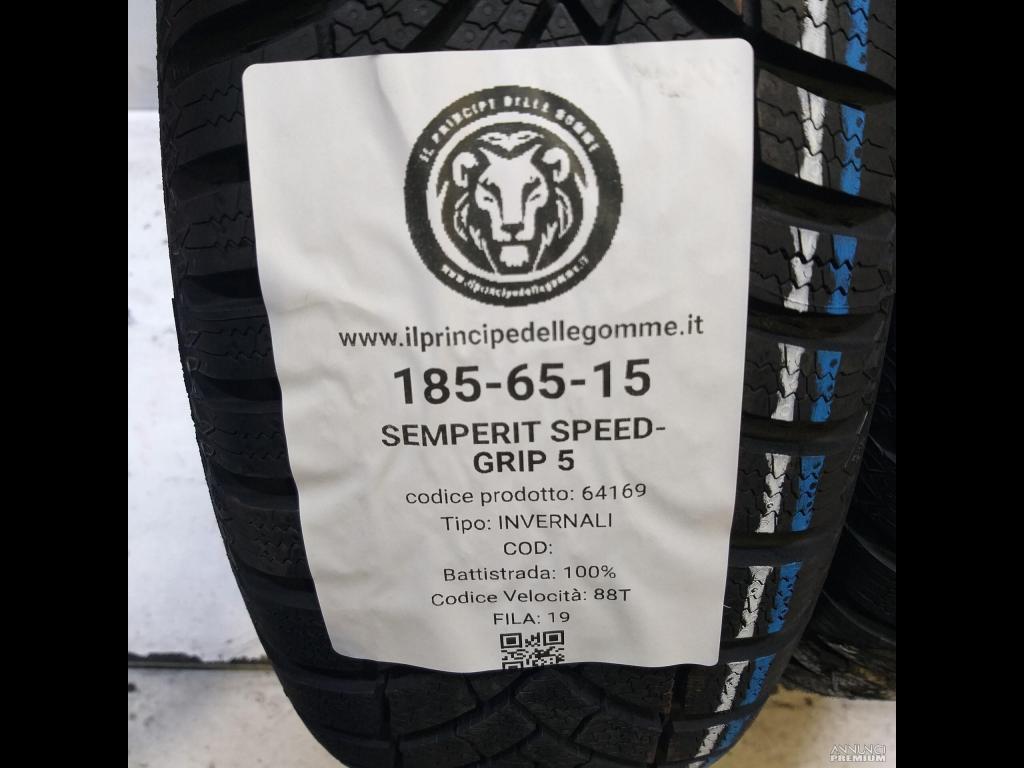 IL PRINCIPE DELLE GOMME
www.ilprincipedellegomme.it
www.ilprincipedellegomme.it
185-65-15
SEMPERIT SPEED-
GRIP 5
codice prodotto: 64169
Tipo: INVERNALI
COD:
Battistrada: 100%
Codice Velocità: 88T
FILA: 19
ANNUNCI
PREMIUM